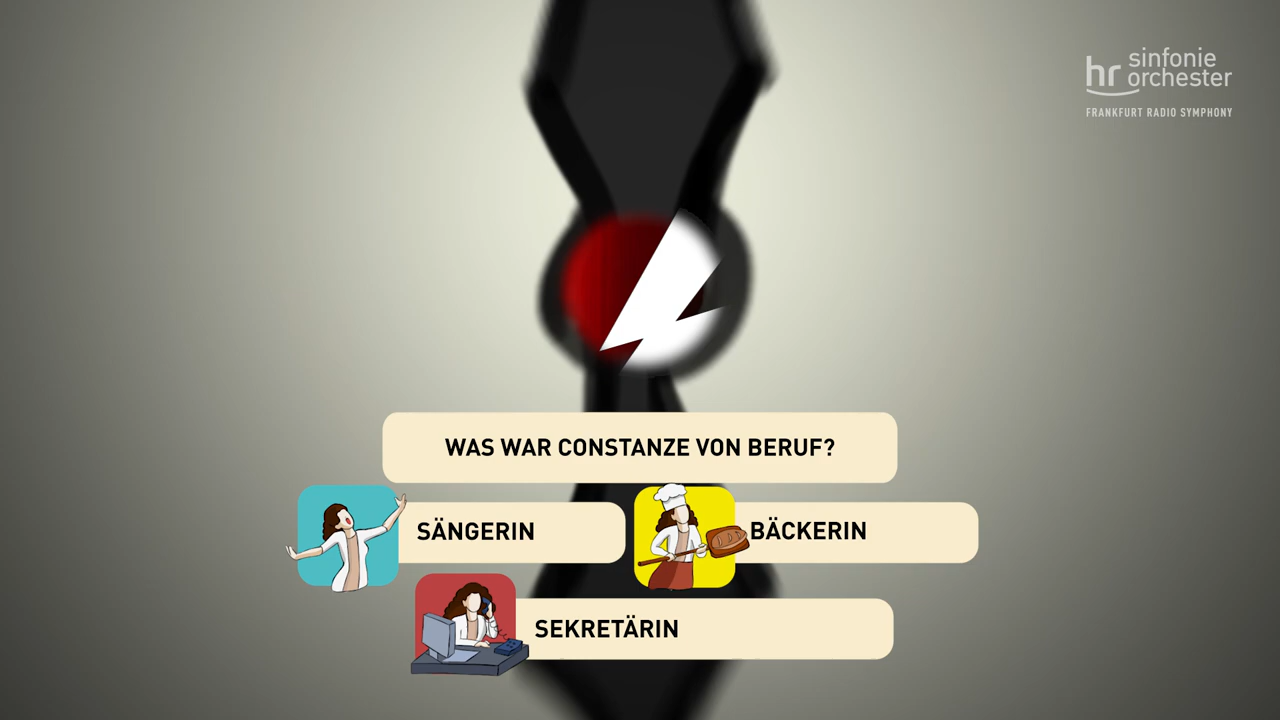 hr sinfonie
orchester
FRANKFURT RADIO SYMPHONY
WAS WAR CONSTANZE VON BERUF?
SÄNGERIN
BÄCKERIN
SEKRETÄRIN